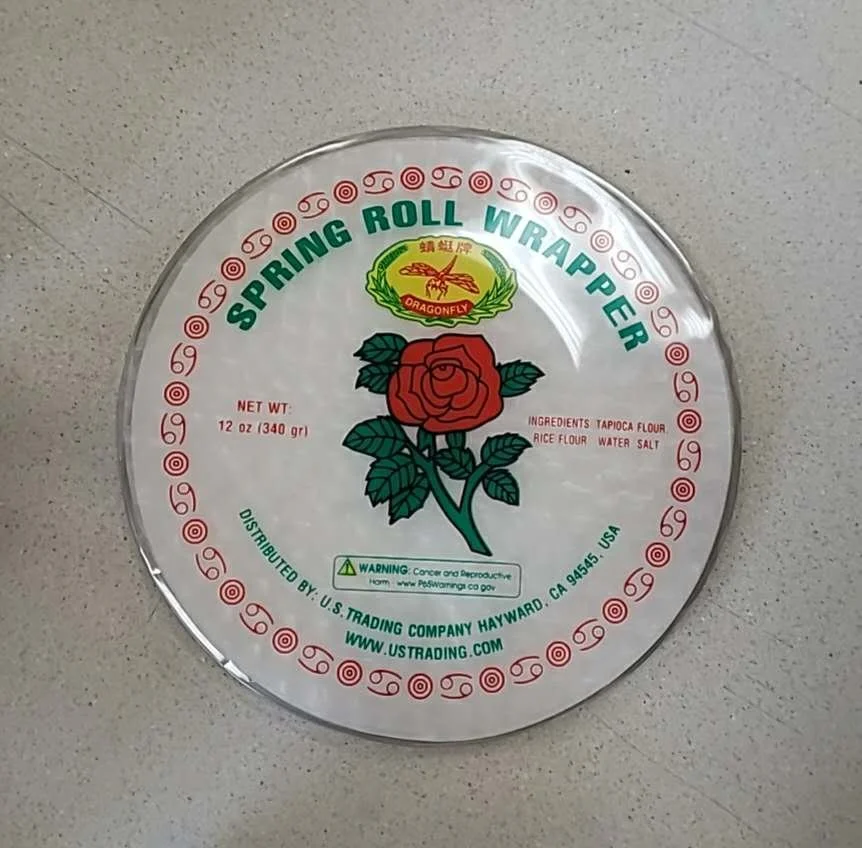 SPRING ROLL WRAPPER
蜻蜓牌
DRAGONFLY
NET WT:
12 oz (340 gr)
INGREDIENTS TAPIOCA FLOUR.
RICE FLOUR WATER SALT
WARNING: Cancer and Reproductive
Harm - www.P65Warnings.ca.gov
DISTRIBUTED BY: U.S. TRADING COMPANY HAYWARD, CA 94545, USA
WWW.USTRADING.COM